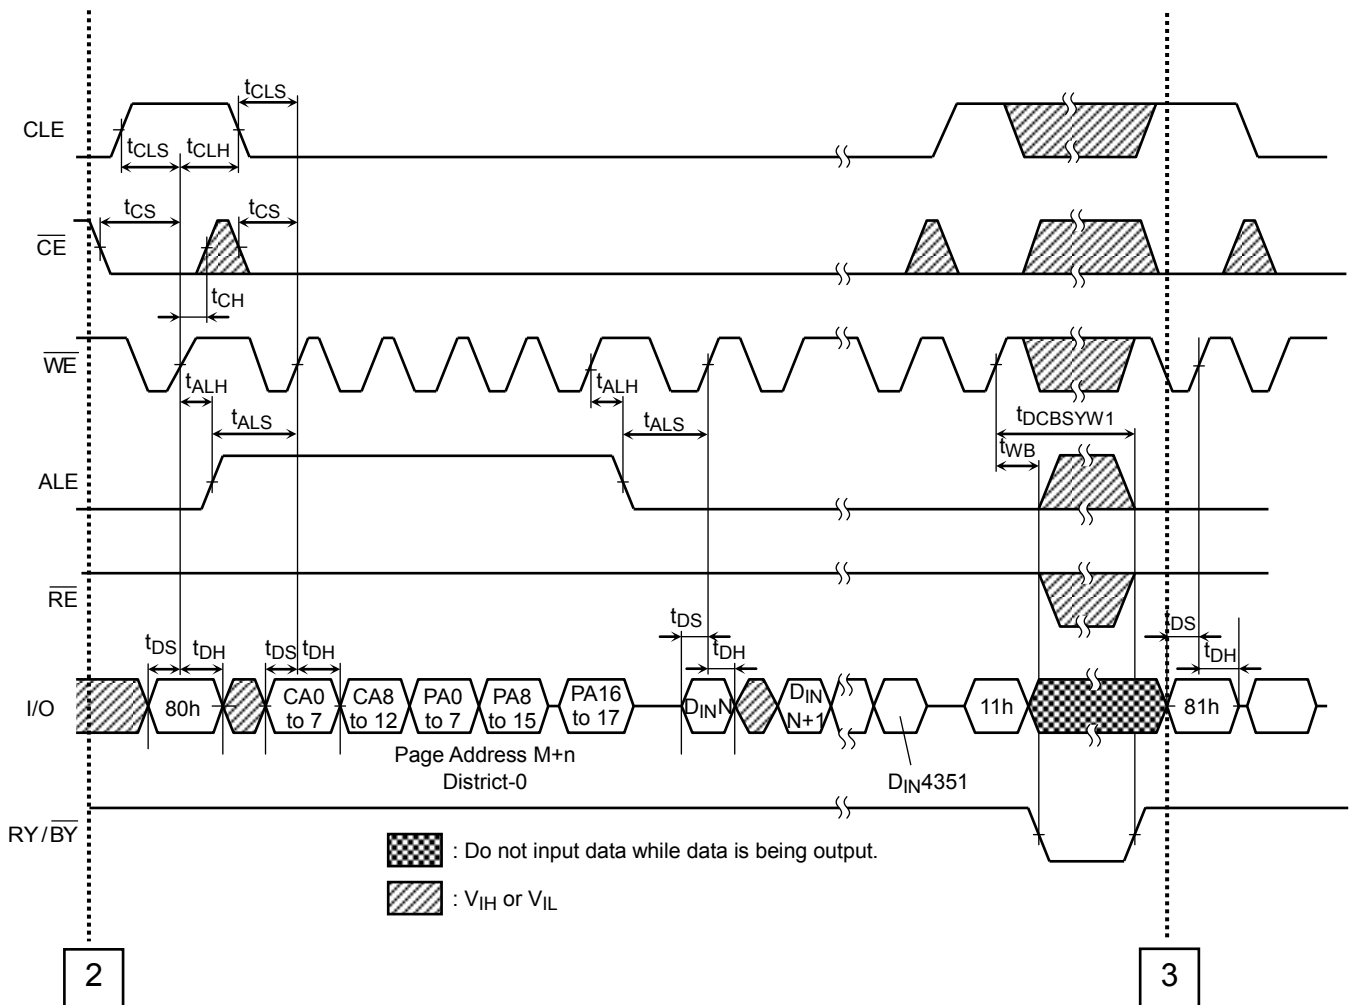 tCLS
CLE
tCLS tCLH
tCS tCS
CE
tCH
WE
tALH tALH
tALS tALS
tDCBSYW1
tWB
ALE
RE
tDS tDH tDS tDH tDS tDH tDS tDH
I/O
80h
CA0 to 7
CA8 to 12
PA0 to 7
PA8 to 15
PA16 to 17
DINN
DIN N+1
11h
81h
Page Address M+n
District-0
DIN4351
RY/BY
: Do not input data while data is being output.
: VIH or VIL
2
3